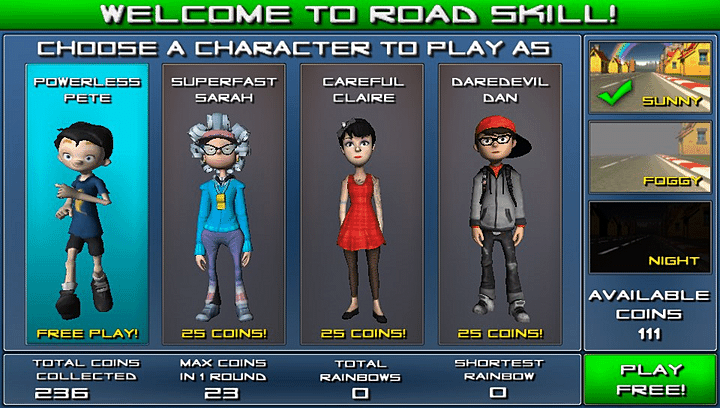 WELCOME TO ROAD SKILL!
CHOOSE A CHARACTER TO PLAY AS
POWERLESS
PETE
FREE PLAY!
SUPERFAST
SARAH
25 COINS!
CAREFUL
CLAIRE
25 COINS!
DAREDEVIL
DAN
25 COINS!
SUNNY
FOGGY
NIGHT
AVAILABLE
COINS
111
TOTAL COINS
COLLECTED
236
MAX COINS
IN 1 ROUND
23
TOTAL
RAINBOWS
0
SHORTEST
RAINBOW
0
PLAY
FREE!